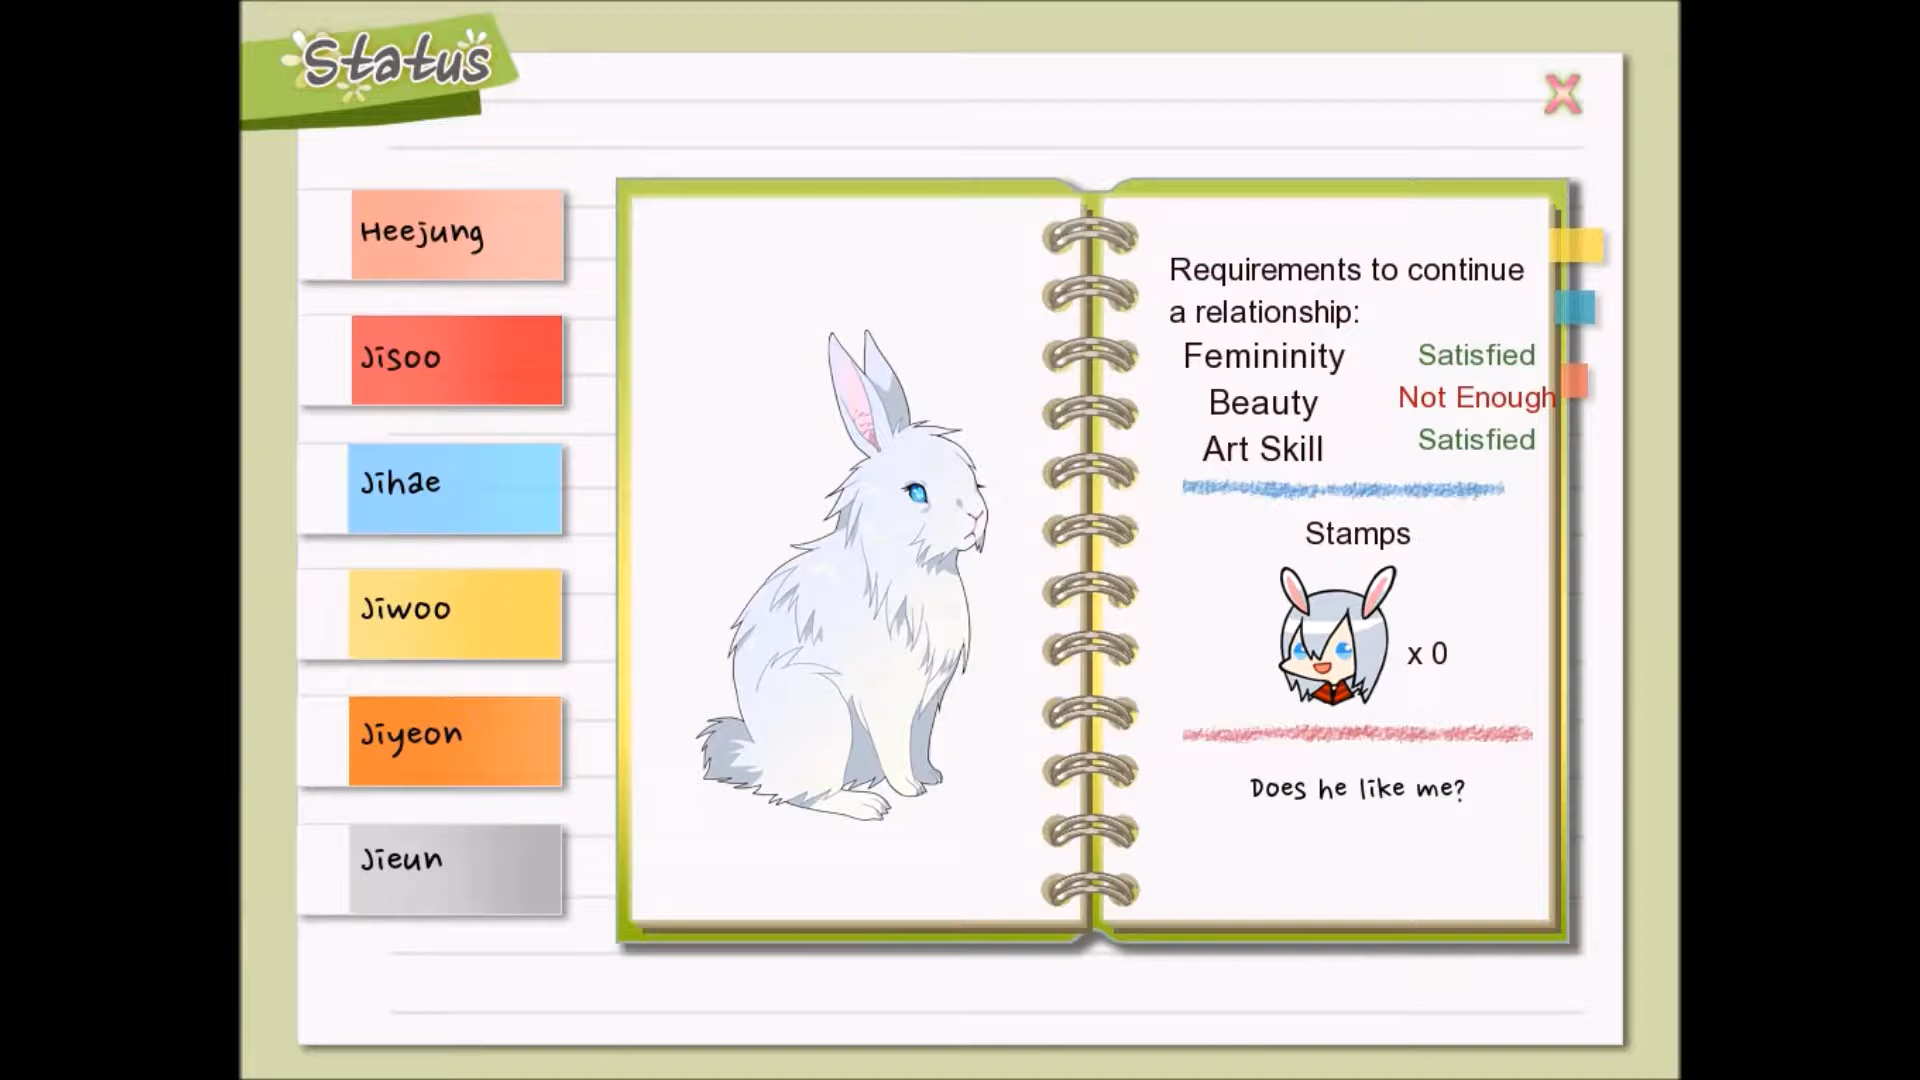 Status
X
Heejung
Jisoo
Jihae
Jiwoo
Jiyeon
Jieun
Requirements to continue
a relationship:
Femininity Satisfied
Beauty Not Enough
Art Skill Satisfied
Stamps
x 0
Does he like me?